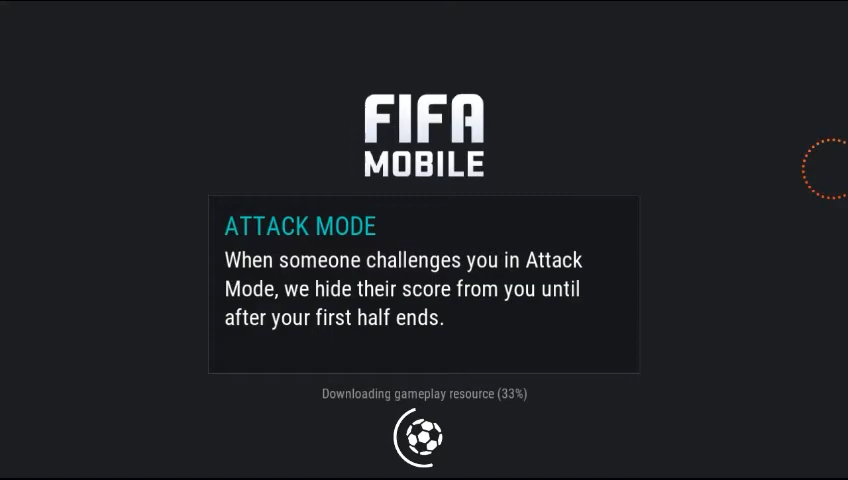 FIFA
MOBILE
ATTACK MODE
When someone challenges you in Attack
Mode, we hide their score from you until
after your first half ends.
Downloading gameplay resource (33%)